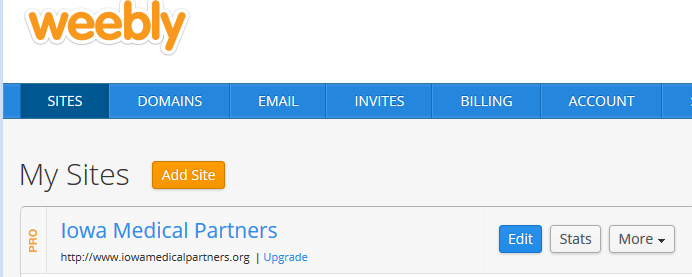 weebly
SITES DOMAINS EMAIL INVITES BILLING ACCOUNT
My Sites Add Site
PRO
Iowa Medical Partners
http://www.iowamedicalpartners.org | Upgrade
Edit Stats More